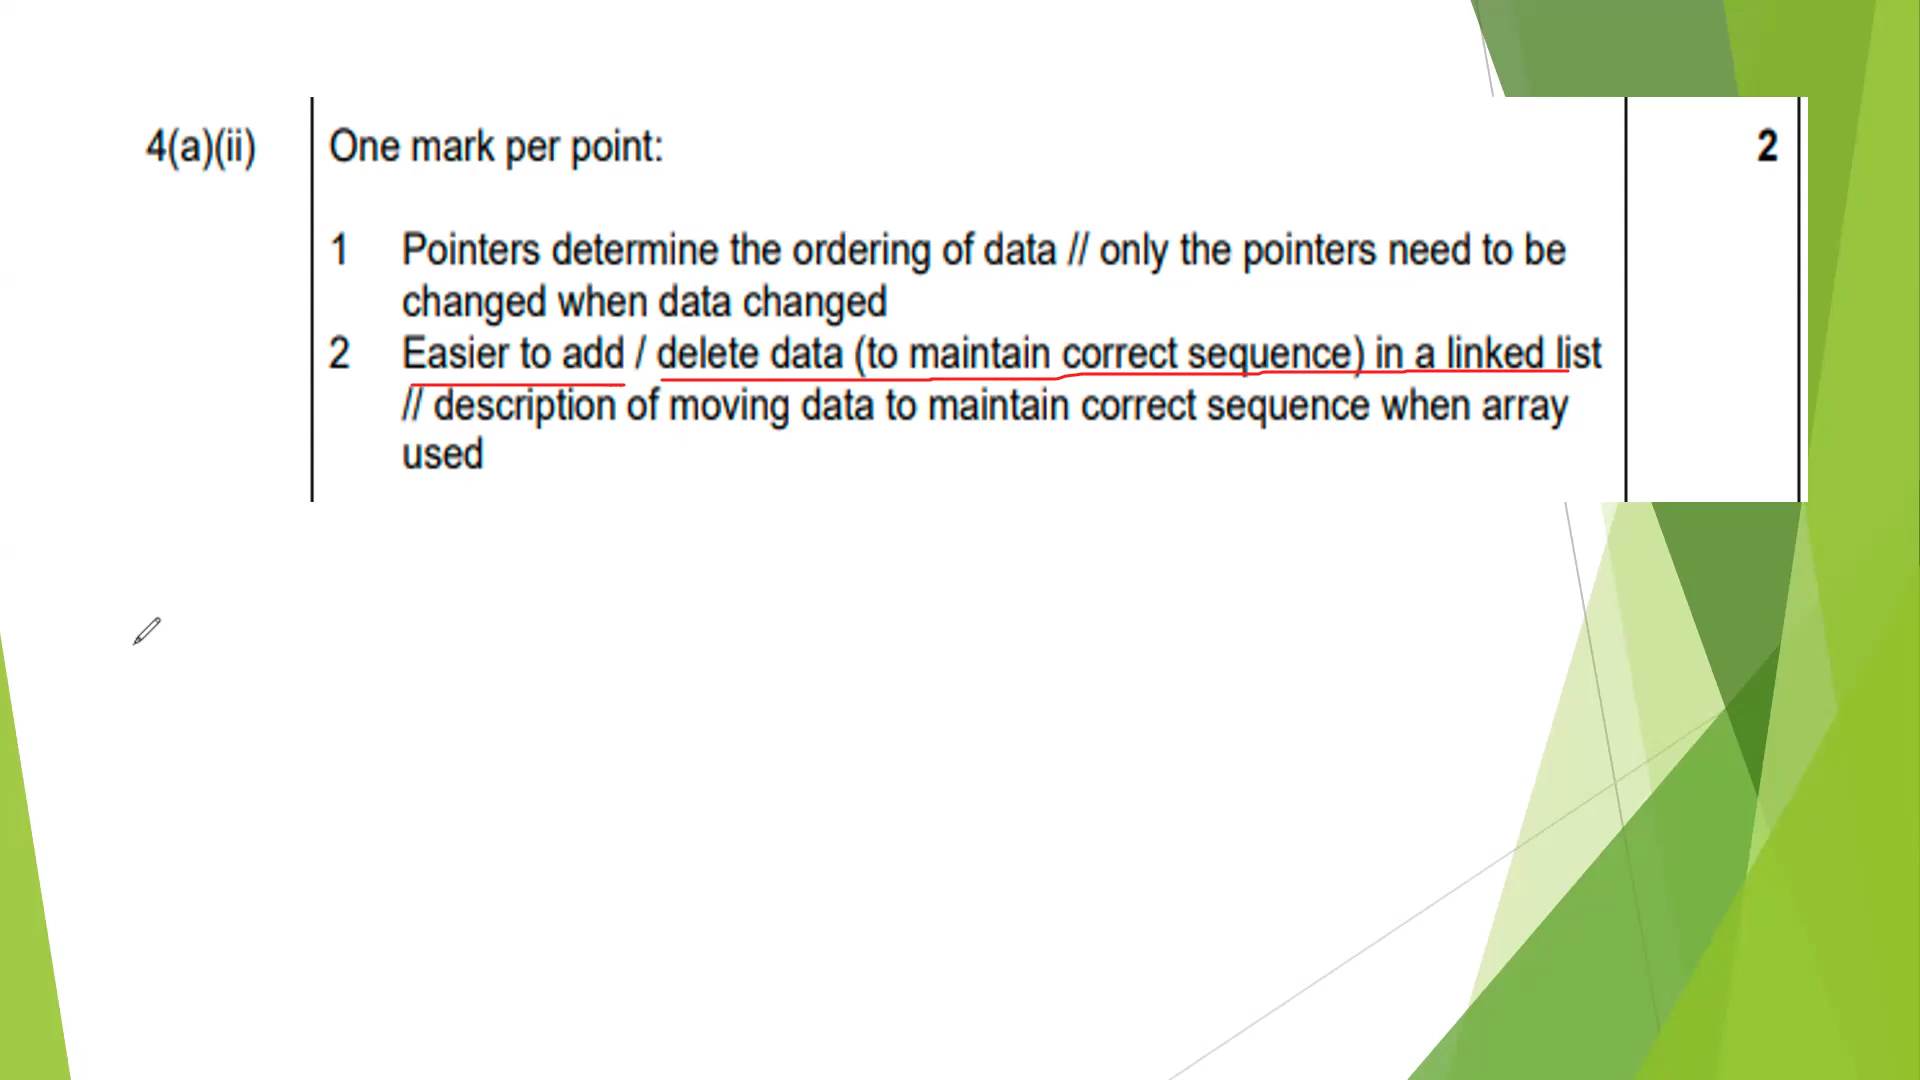 4(a)(ii) One mark per point: 2
1 Pointers determine the ordering of data // only the pointers need to be
changed when data changed
2 Easier to add / delete data (to maintain correct sequence) in a linked list
// description of moving data to maintain correct sequence when array
used